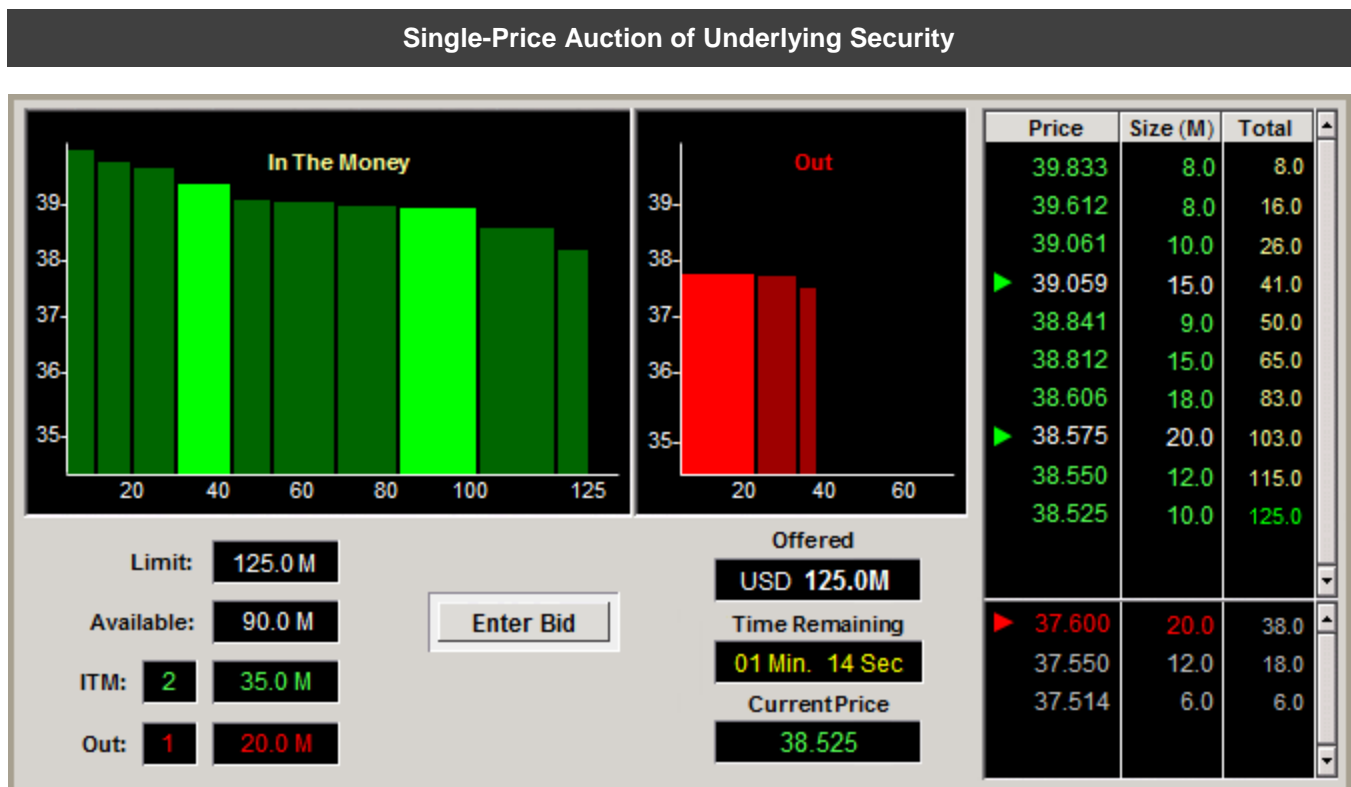 Single-Price Auction of Underlying Security
In The Money
39
38
37
36
35
20 40 60 80 100 125
Out
39
38
37
36
35
20 40 60
Price Size (M) Total
39.833 8.0 8.0
39.612 8.0 16.0
39.061 10.0 26.0
39.059 15.0 41.0
38.841 9.0 50.0
38.812 15.0 65.0
38.606 18.0 83.0
38.575 20.0 103.0
38.550 12.0 115.0
38.525 10.0 125.0
37.600 20.0 38.0
37.550 12.0 18.0
37.514 6.0 6.0
Limit: 125.0 M
Available: 90.0 M
ITM: 2 35.0 M
Out: 1 20.0 M
Enter Bid
Offered
USD 125.0M
Time Remaining
01 Min. 14 Sec
Current Price
38.525